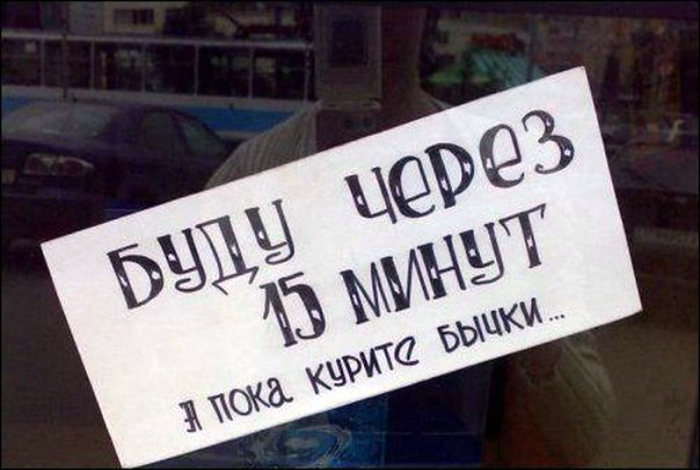 БУДУ ЧЕРЕЗ
15 МИНУТ
А ПОКА КУРИТЕ БЫЧКИ...